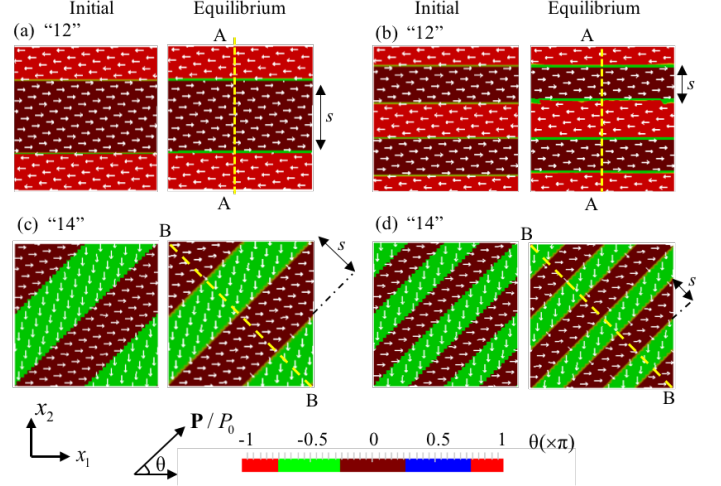 Initial Equilibrium Initial Equilibrium
(a) “12” A (b) “12” A
s s
A A
(c) “14” B (d) “14” B
s s
B B
x₂ P / P₀ -1 -0.5 0 0.5 1 θ(×π)
θ
x₁